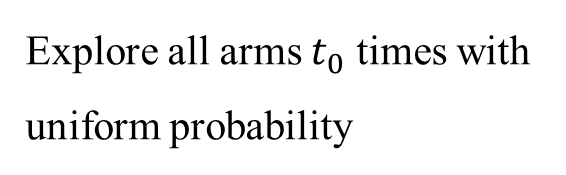 Explore all arms t₀ times with
uniform probability